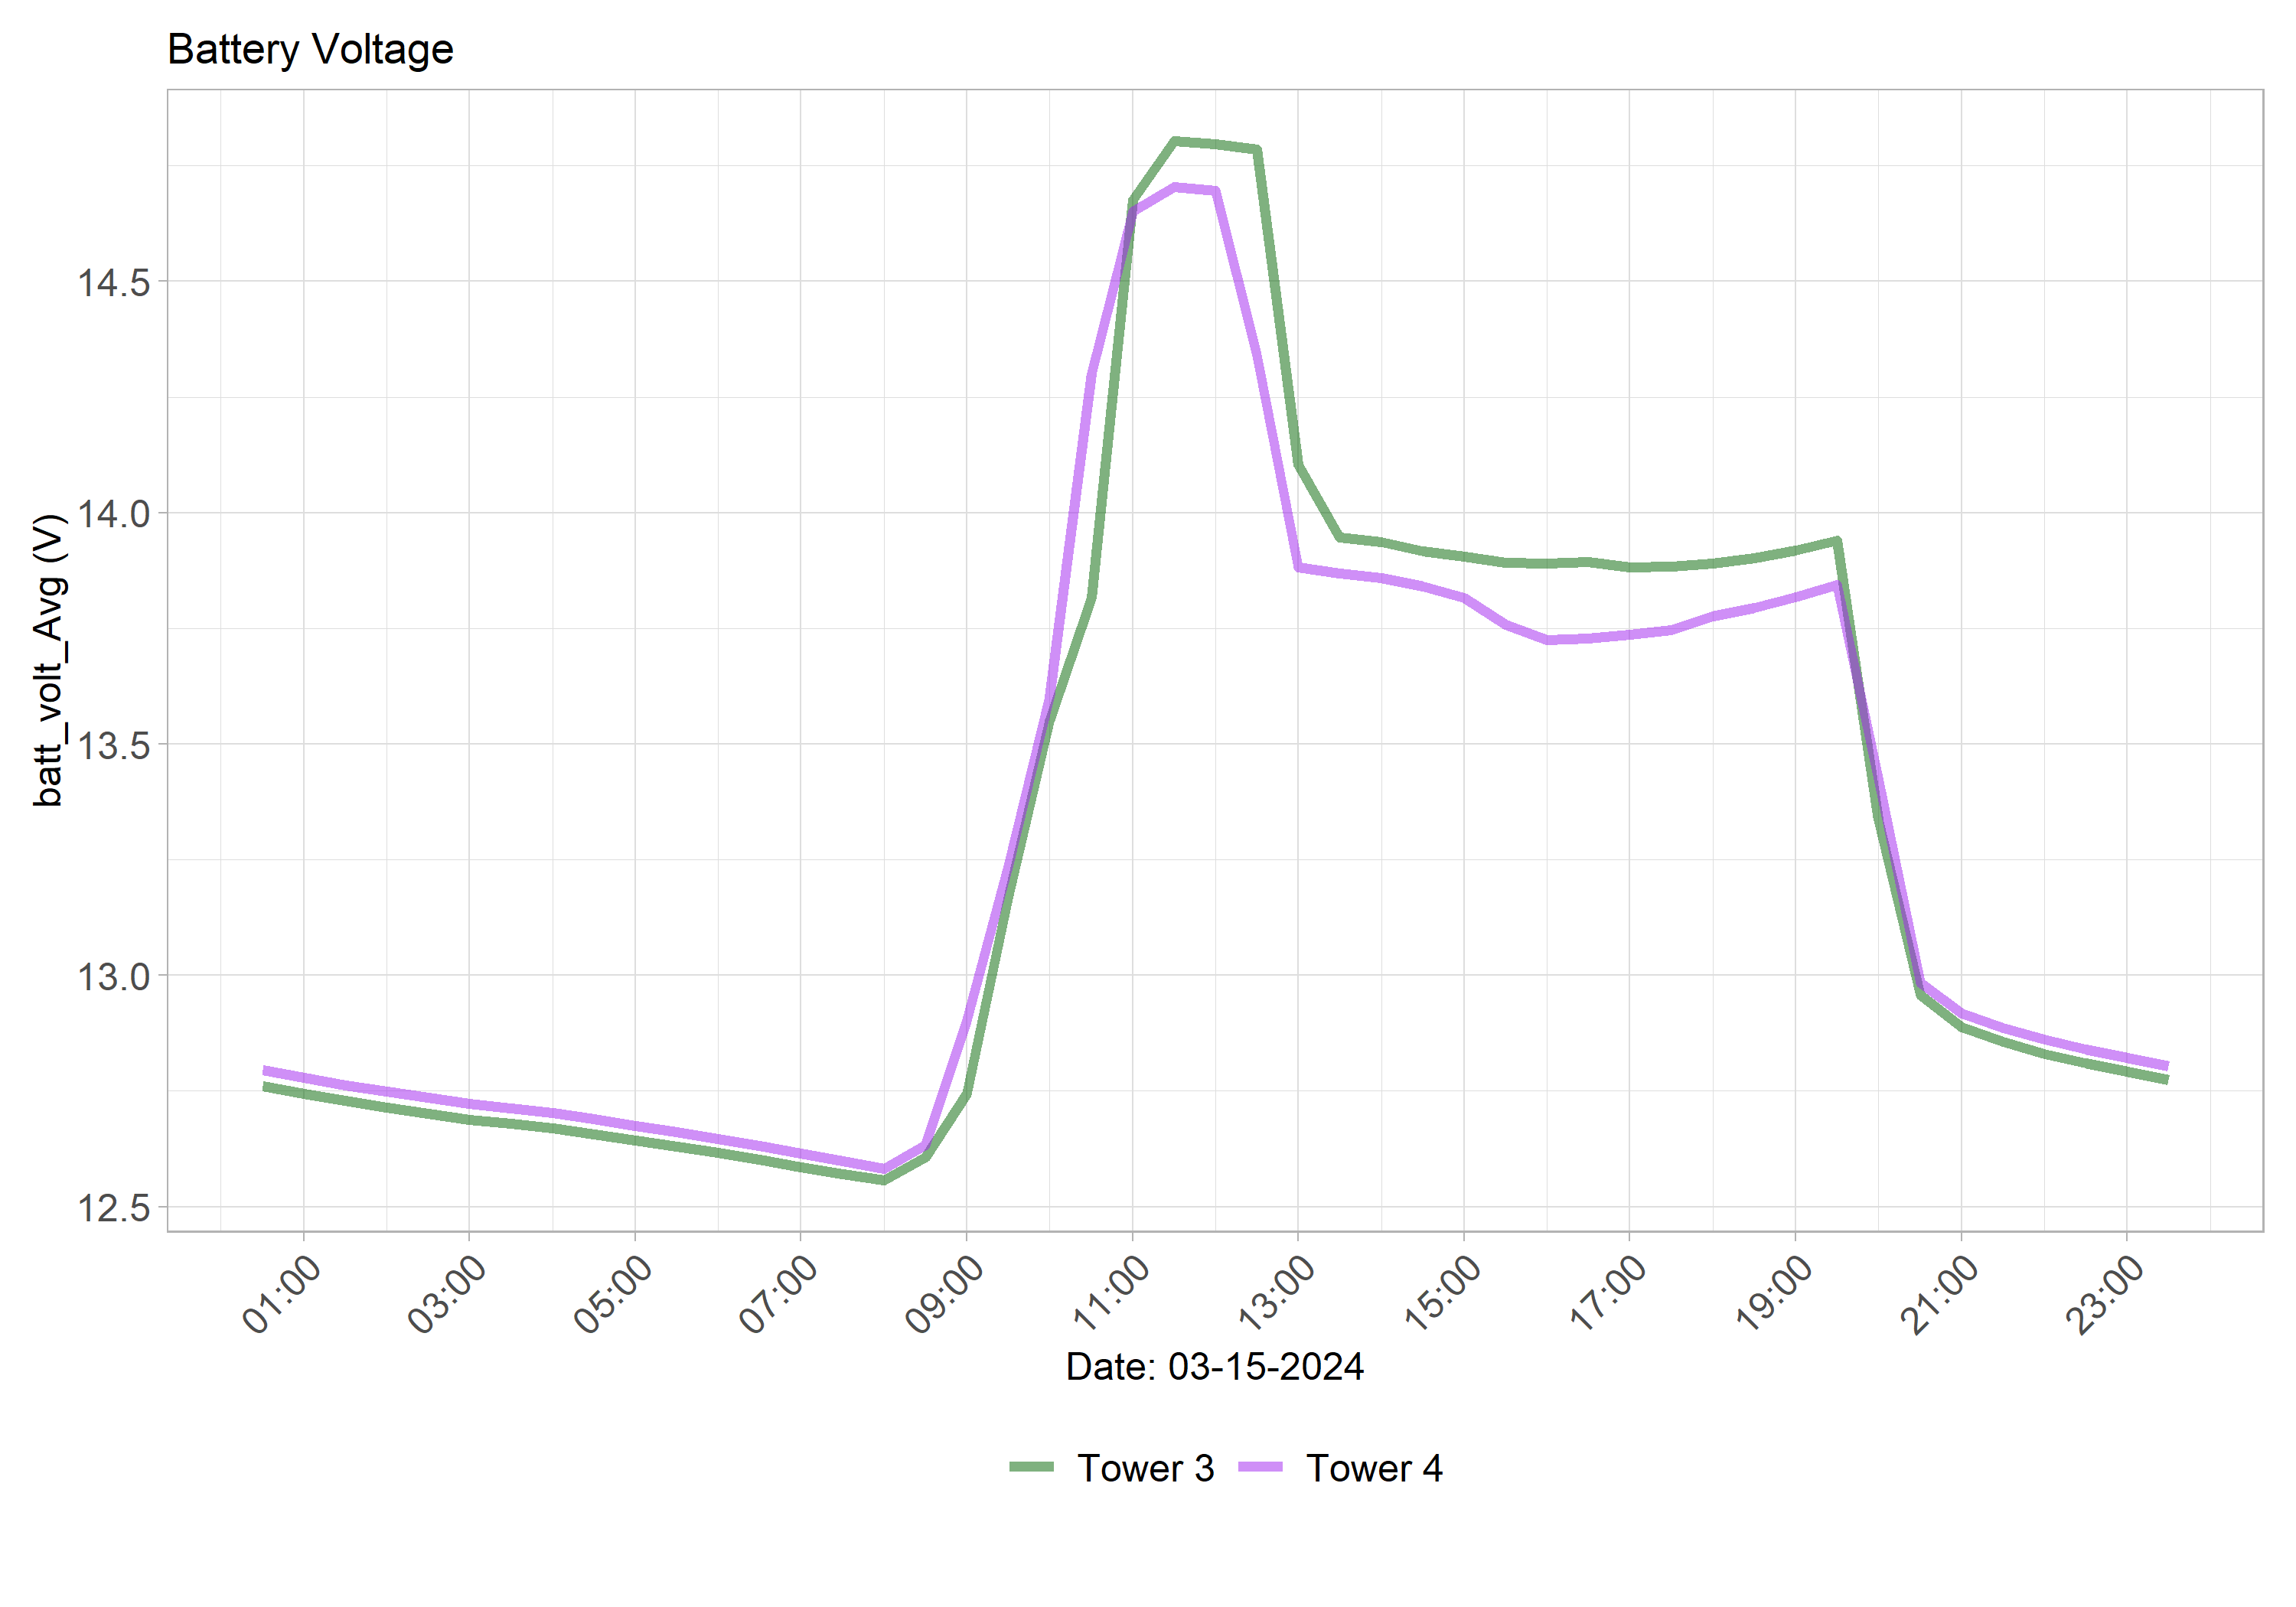 Battery Voltage
batt_volt_Avg (V)
14.5
14.0
13.5
13.0
12.5
01:00 03:00 05:00 07:00 09:00 11:00 13:00 15:00 17:00 19:00 21:00 23:00
Date: 03-15-2024
Tower 3 Tower 4